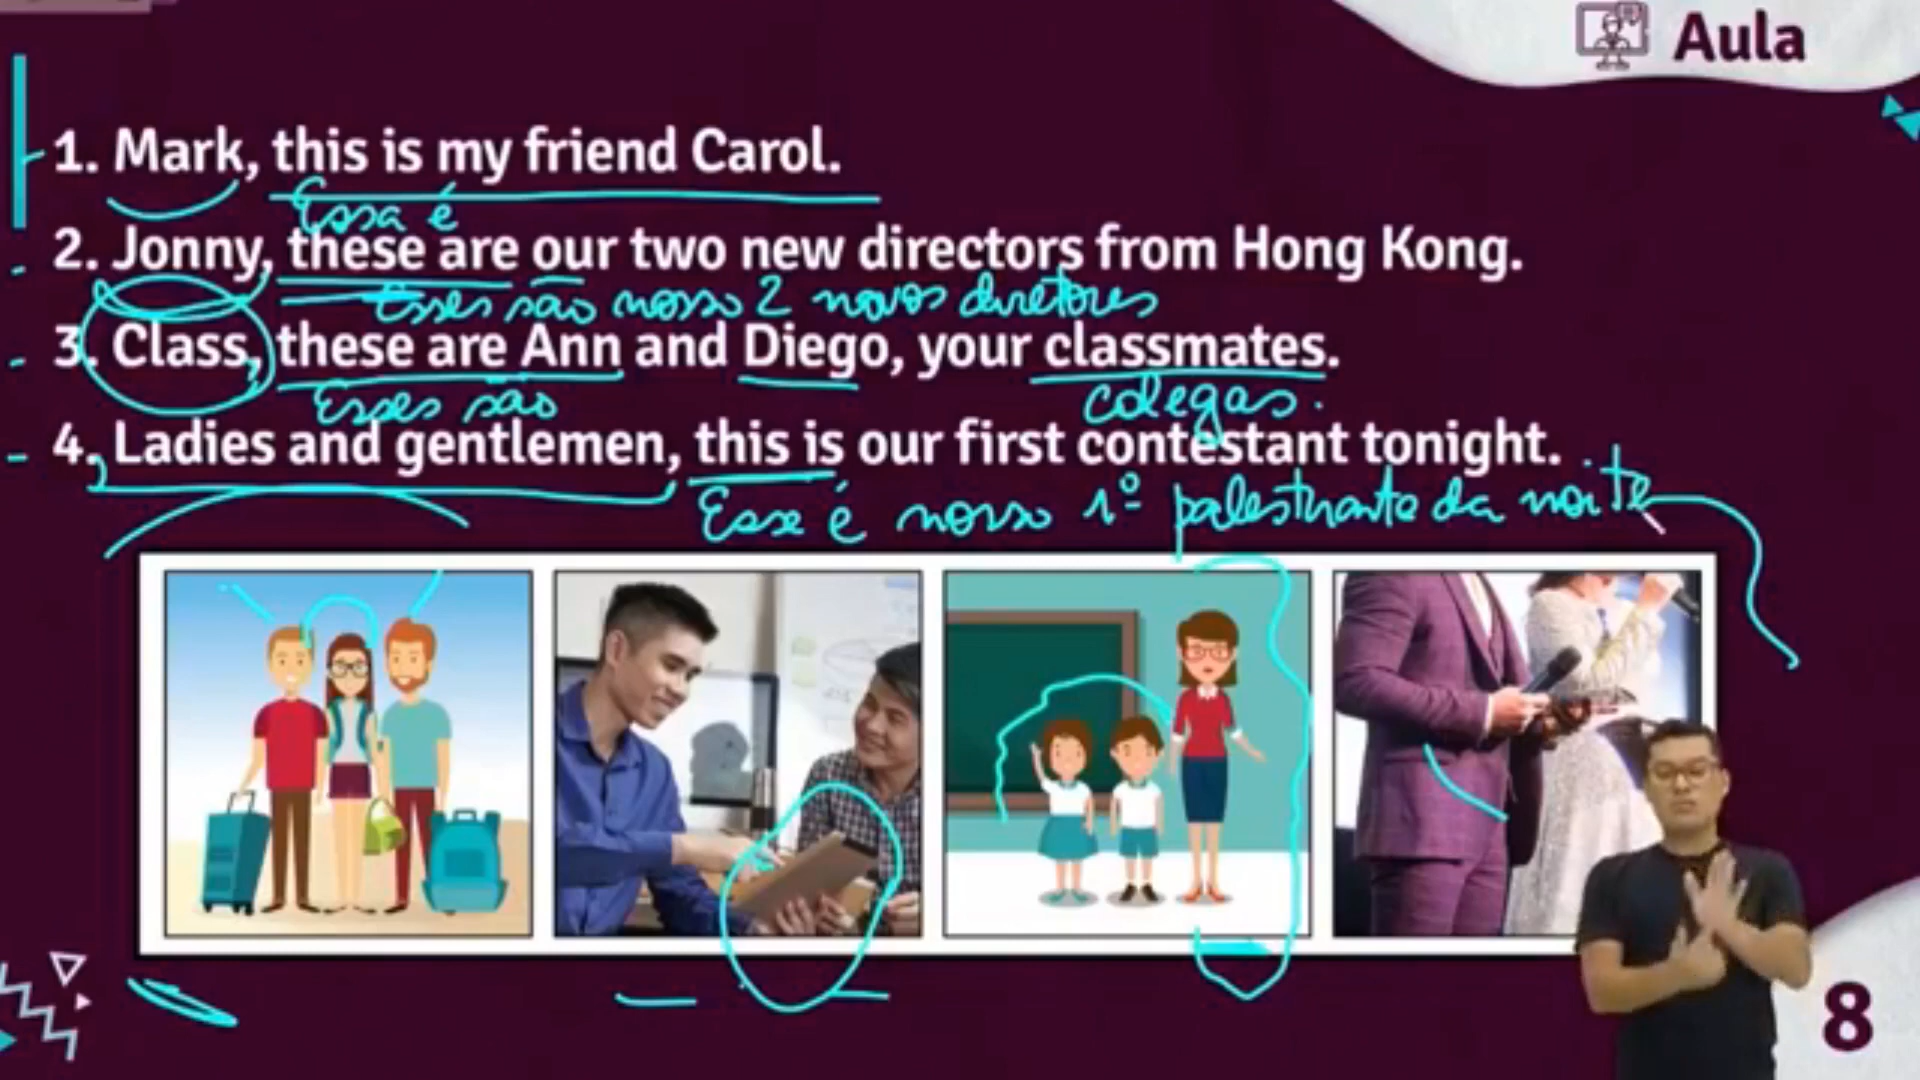 Aula
1. Mark, this is my friend Carol.
Essa é
2. Jonny, these are our two new directors from Hong Kong.
Esses são nosso 2 novos diretores
3. Class, these are Ann and Diego, your classmates.
Esses são colegas.
4. Ladies and gentlemen, this is our first contestant tonight.
Esse é nosso 1º palestrante da noite
8